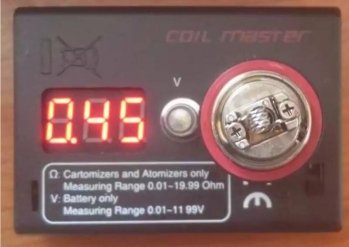 COIL master
V
0.45
Ω: Cartomizers and Atomizers only
Measuring Range 0.01~19.99 Ohm
V: Battery only
Measuring Range 0.01~11 99V